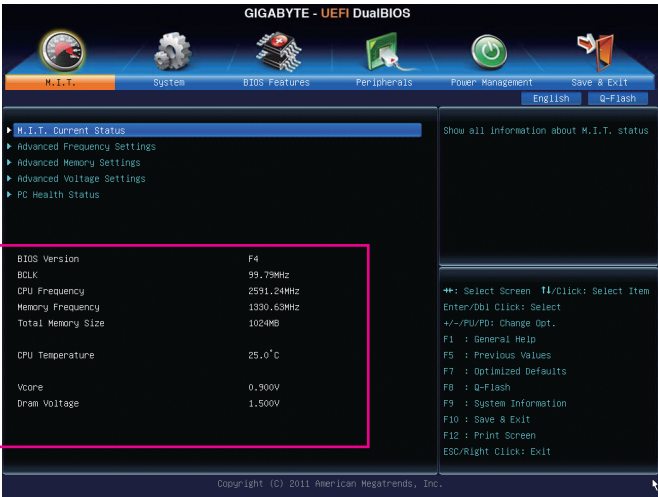 GIGABYTE - UEFI DualBIOS
M.I.T. System BIOS Features Peripherals Power Management Save & Exit
English Q-Flash
M.I.T. Current Status
Advanced Frequency Settings
Advanced Memory Settings
Advanced Voltage Settings
PC Health Status
Show all information about M.I.T. status
BIOS Version F4
BCLK 99.79MHz
CPU Frequency 2591.24MHz
Memory Frequency 1330.63MHz
Total Memory Size 1024MB
CPU Temperature 25.0°C
Vcore 0.900V
Dram Voltage 1.500V
→←: Select Screen ↑↓/Click: Select Item
Enter/Dbl Click: Select
+/-/PU/PD: Change Opt.
F1 : General Help
F5 : Previous Values
F7 : Optimized Defaults
F8 : Q-Flash
F9 : System Information
F10 : Save & Exit
F12 : Print Screen
ESC/Right Click: Exit
Copyright (C) 2011 American Megatrends, Inc.